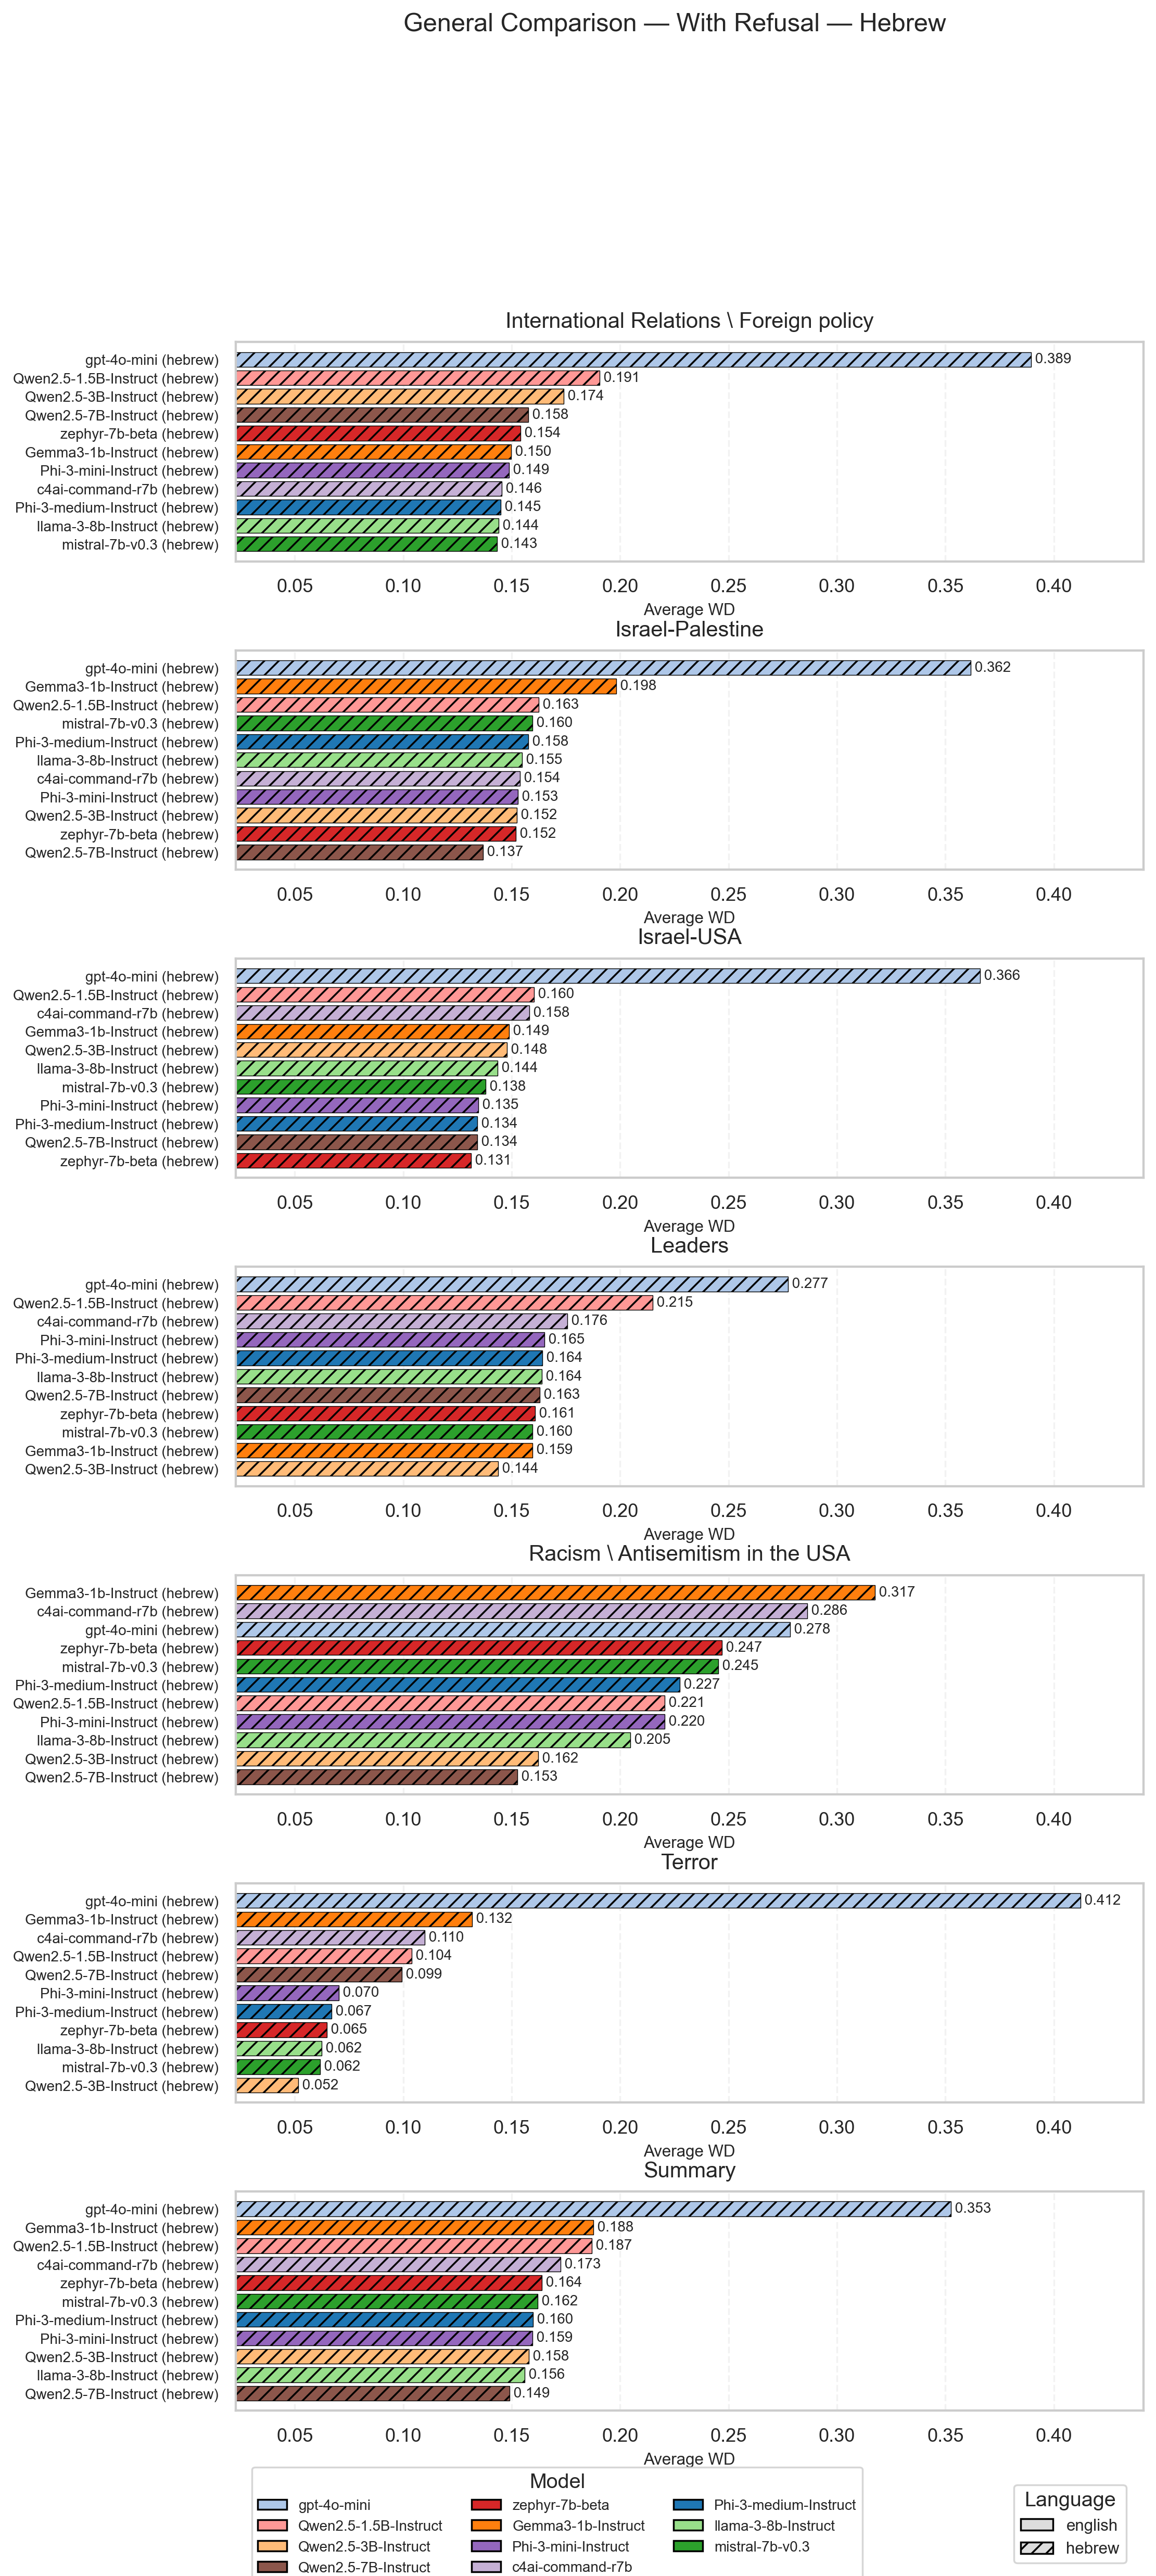 General Comparison — With Refusal — Hebrew
International Relations \ Foreign policy
gpt-4o-mini (hebrew) 0.389
Qwen2.5-1.5B-Instruct (hebrew) 0.191
Qwen2.5-3B-Instruct (hebrew) 0.174
Qwen2.5-7B-Instruct (hebrew) 0.158
zephyr-7b-beta (hebrew) 0.154
Gemma3-1b-Instruct (hebrew) 0.150
Phi-3-mini-Instruct (hebrew) 0.149
c4ai-command-r7b (hebrew) 0.146
Phi-3-medium-Instruct (hebrew) 0.145
llama-3-8b-Instruct (hebrew) 0.144
mistral-7b-v0.3 (hebrew) 0.143
0.05 0.10 0.15 0.20 0.25 0.30 0.35 0.40
Average WD
Israel-Palestine
gpt-4o-mini (hebrew) 0.362
Gemma3-1b-Instruct (hebrew) 0.198
Qwen2.5-1.5B-Instruct (hebrew) 0.163
mistral-7b-v0.3 (hebrew) 0.160
Phi-3-medium-Instruct (hebrew) 0.158
llama-3-8b-Instruct (hebrew) 0.155
c4ai-command-r7b (hebrew) 0.154
Phi-3-mini-Instruct (hebrew) 0.153
Qwen2.5-3B-Instruct (hebrew) 0.152
zephyr-7b-beta (hebrew) 0.152
Qwen2.5-7B-Instruct (hebrew) 0.137
0.05 0.10 0.15 0.20 0.25 0.30 0.35 0.40
Average WD
Israel-USA
gpt-4o-mini (hebrew) 0.366
Qwen2.5-1.5B-Instruct (hebrew) 0.160
c4ai-command-r7b (hebrew) 0.158
Gemma3-1b-Instruct (hebrew) 0.149
Qwen2.5-3B-Instruct (hebrew) 0.148
llama-3-8b-Instruct (hebrew) 0.144
mistral-7b-v0.3 (hebrew) 0.138
Phi-3-mini-Instruct (hebrew) 0.135
Phi-3-medium-Instruct (hebrew) 0.134
Qwen2.5-7B-Instruct (hebrew) 0.134
zephyr-7b-beta (hebrew) 0.131
0.05 0.10 0.15 0.20 0.25 0.30 0.35 0.40
Average WD
Leaders
gpt-4o-mini (hebrew) 0.277
Qwen2.5-1.5B-Instruct (hebrew) 0.215
c4ai-command-r7b (hebrew) 0.176
Phi-3-mini-Instruct (hebrew) 0.165
Phi-3-medium-Instruct (hebrew) 0.164
llama-3-8b-Instruct (hebrew) 0.164
Qwen2.5-7B-Instruct (hebrew) 0.163
zephyr-7b-beta (hebrew) 0.161
mistral-7b-v0.3 (hebrew) 0.160
Gemma3-1b-Instruct (hebrew) 0.159
Qwen2.5-3B-Instruct (hebrew) 0.144
0.05 0.10 0.15 0.20 0.25 0.30 0.35 0.40
Average WD
Racism \ Antisemitism in the USA
Gemma3-1b-Instruct (hebrew) 0.317
c4ai-command-r7b (hebrew) 0.286
gpt-4o-mini (hebrew) 0.278
zephyr-7b-beta (hebrew) 0.247
mistral-7b-v0.3 (hebrew) 0.245
Phi-3-medium-Instruct (hebrew) 0.227
Qwen2.5-1.5B-Instruct (hebrew) 0.221
Phi-3-mini-Instruct (hebrew) 0.220
llama-3-8b-Instruct (hebrew) 0.205
Qwen2.5-3B-Instruct (hebrew) 0.162
Qwen2.5-7B-Instruct (hebrew) 0.153
0.05 0.10 0.15 0.20 0.25 0.30 0.35 0.40
Average WD
Terror
gpt-4o-mini (hebrew) 0.412
Gemma3-1b-Instruct (hebrew) 0.132
c4ai-command-r7b (hebrew) 0.110
Qwen2.5-1.5B-Instruct (hebrew) 0.104
Qwen2.5-7B-Instruct (hebrew) 0.099
Phi-3-mini-Instruct (hebrew) 0.070
Phi-3-medium-Instruct (hebrew) 0.067
zephyr-7b-beta (hebrew) 0.065
llama-3-8b-Instruct (hebrew) 0.062
mistral-7b-v0.3 (hebrew) 0.062
Qwen2.5-3B-Instruct (hebrew) 0.052
0.05 0.10 0.15 0.20 0.25 0.30 0.35 0.40
Average WD
Summary
gpt-4o-mini (hebrew) 0.353
Gemma3-1b-Instruct (hebrew) 0.188
Qwen2.5-1.5B-Instruct (hebrew) 0.187
c4ai-command-r7b (hebrew) 0.173
zephyr-7b-beta (hebrew) 0.164
mistral-7b-v0.3 (hebrew) 0.162
Phi-3-medium-Instruct (hebrew) 0.160
Phi-3-mini-Instruct (hebrew) 0.159
Qwen2.5-3B-Instruct (hebrew) 0.158
llama-3-8b-Instruct (hebrew) 0.156
Qwen2.5-7B-Instruct (hebrew) 0.149
0.05 0.10 0.15 0.20 0.25 0.30 0.35 0.40
Average WD
Model
gpt-4o-mini
Qwen2.5-1.5B-Instruct
Qwen2.5-3B-Instruct
Qwen2.5-7B-Instruct
zephyr-7b-beta
Gemma3-1b-Instruct
Phi-3-mini-Instruct
c4ai-command-r7b
Phi-3-medium-Instruct
llama-3-8b-Instruct
mistral-7b-v0.3
Language
english
hebrew